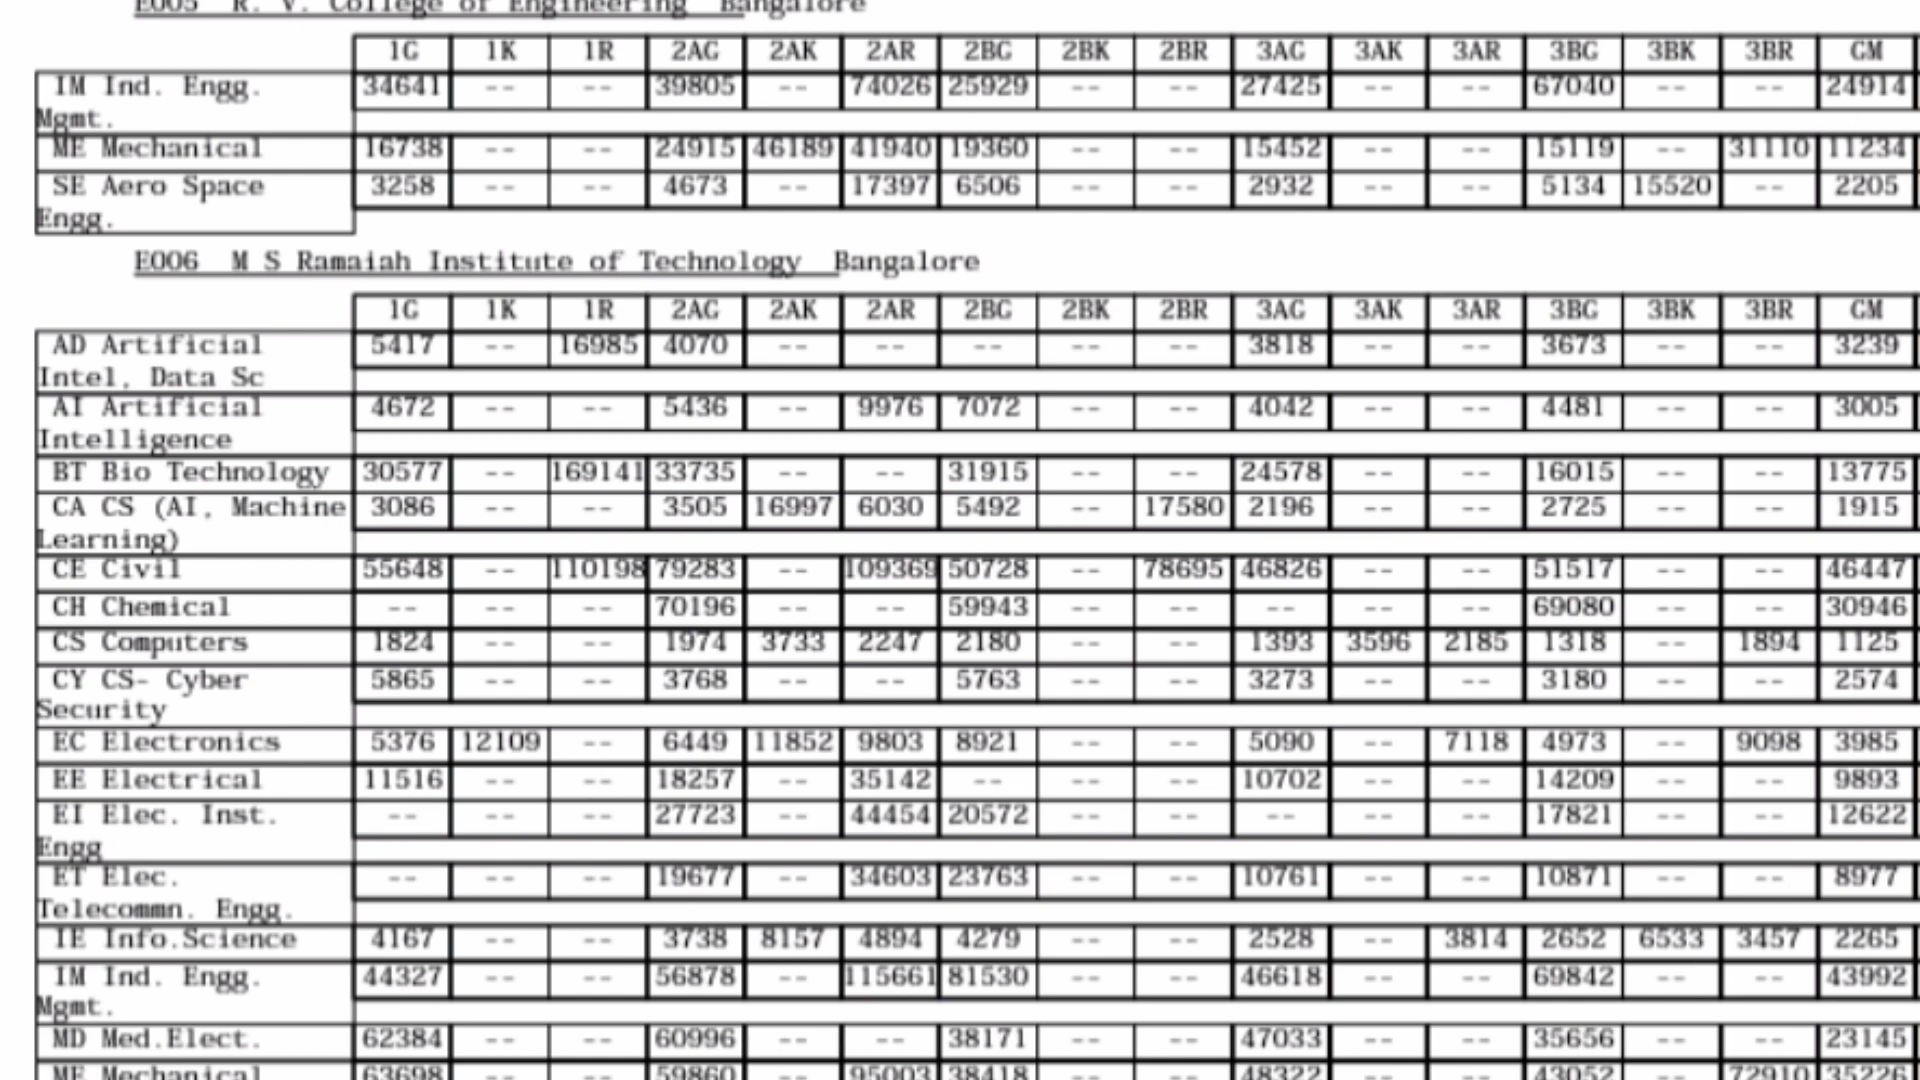 E005 R. V. College of Engineering Bangalore
1G 1K 1R 2AG 2AK 2AR 2BG 2BK 2BR 3AG 3AK 3AR 3BG 3BK 3BR GM
IM Ind. Engg. 34641 -- -- 39805 -- 74026 25929 -- -- 27425 -- -- 67040 -- -- 24914
Mgmt.
ME Mechanical 16738 -- -- 24915 46189 41940 19360 -- -- 15452 -- -- 15119 -- 31110 11234
SE Aero Space 3258 -- -- 4673 -- 17397 6506 -- -- 2932 -- -- 5134 15520 -- 2205
Engg.
E006 M S Ramaiah Institute of Technology Bangalore
1G 1K 1R 2AG 2AK 2AR 2BG 2BK 2BR 3AG 3AK 3AR 3BG 3BK 3BR GM
AD Artificial 5417 -- 16985 4070 -- -- -- -- -- 3818 -- -- 3673 -- -- 3239
Intel, Data Sc
AI Artificial 4672 -- -- 5436 -- 9976 7072 -- -- 4042 -- -- 4481 -- -- 3005
Intelligence
BT Bio Technology 30577 -- 169141 33735 -- -- 31915 -- -- 24578 -- -- 16015 -- -- 13775
CA CS (AI, Machine 3086 -- -- 3505 16997 6030 5492 -- 17580 2196 -- -- 2725 -- -- 1915
Learning)
CE Civil 55648 -- 110198 79283 -- 109369 50728 -- 78695 46826 -- -- 51517 -- -- 46447
CH Chemical -- -- -- 70196 -- -- 59943 -- -- -- -- -- 69080 -- -- 30946
CS Computers 1824 -- -- 1974 3733 2247 2180 -- -- 1393 3596 2185 1318 -- 1894 1125
CY CS- Cyber 5865 -- -- 3768 -- -- 5763 -- -- 3273 -- -- 3180 -- -- 2574
Security
EC Electronics 5376 12109 -- 6449 11852 9803 8921 -- -- 5090 -- 7118 4973 -- 9098 3985
EE Electrical 11516 -- -- 18257 -- 35142 -- -- -- 10702 -- -- 14209 -- -- 9893
EI Elec. Inst. -- -- -- 27723 -- 44454 20572 -- -- -- -- -- 17821 -- -- 12622
Engg
ET Elec. -- -- -- 19677 -- 34603 23763 -- -- 10761 -- -- 10871 -- -- 8977
Telecommn. Engg.
IE Info.Science 4167 -- -- 3738 8157 4894 4279 -- -- 2528 -- 3814 2652 6533 3457 2265
IM Ind. Engg. 44327 -- -- 56878 -- 115661 81530 -- -- 46618 -- -- 69842 -- -- 43992
Mgmt.
MD Med.Elect. 62384 -- -- 60996 -- -- 38171 -- -- 47033 -- -- 35656 -- -- 23145
ME Mechanical 63698 -- -- 59860 -- 95003 38418 -- -- 48322 -- -- 43052 -- 72910 35226